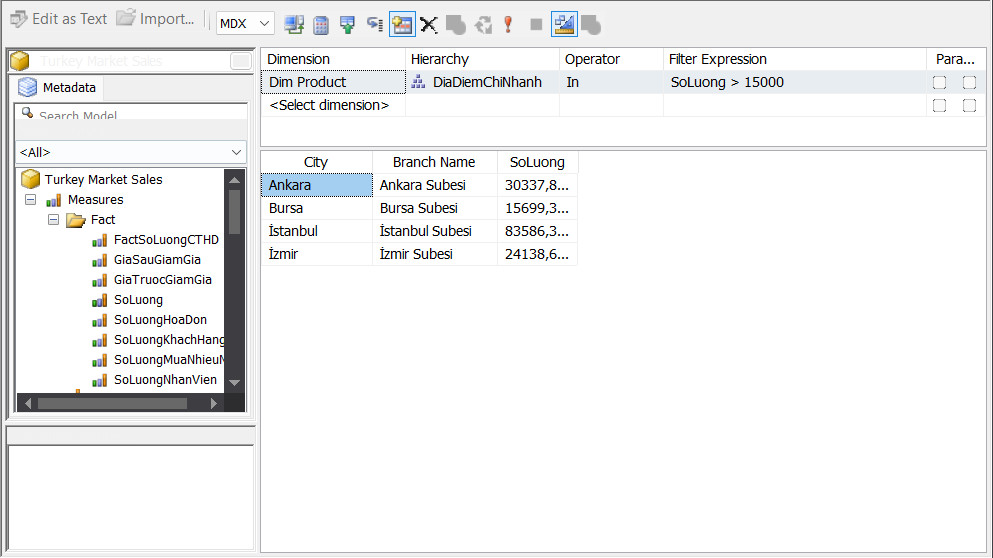 Edit as Text Import... MDX
Turkey Market Sales
Metadata
Search Model
<All>
Turkey Market Sales
Measures
Fact
FactSoLuongCTHD
GiaSauGiamGia
GiaTruocGiamGia
SoLuong
SoLuongHoaDon
SoLuongKhachHang
SoLuongMuaNhieuN
SoLuongNhanVien
Dimension Hierarchy Operator Filter Expression Para...
Dim Product DiaDiemChiNhanh In SoLuong > 15000
<Select dimension>
City Branch Name SoLuong
Ankara Ankara Subesi 30337,8...
Bursa Bursa Subesi 15699,3...
İstanbul İstanbul Subesi 83586,3...
İzmir İzmir Subesi 24138,6...